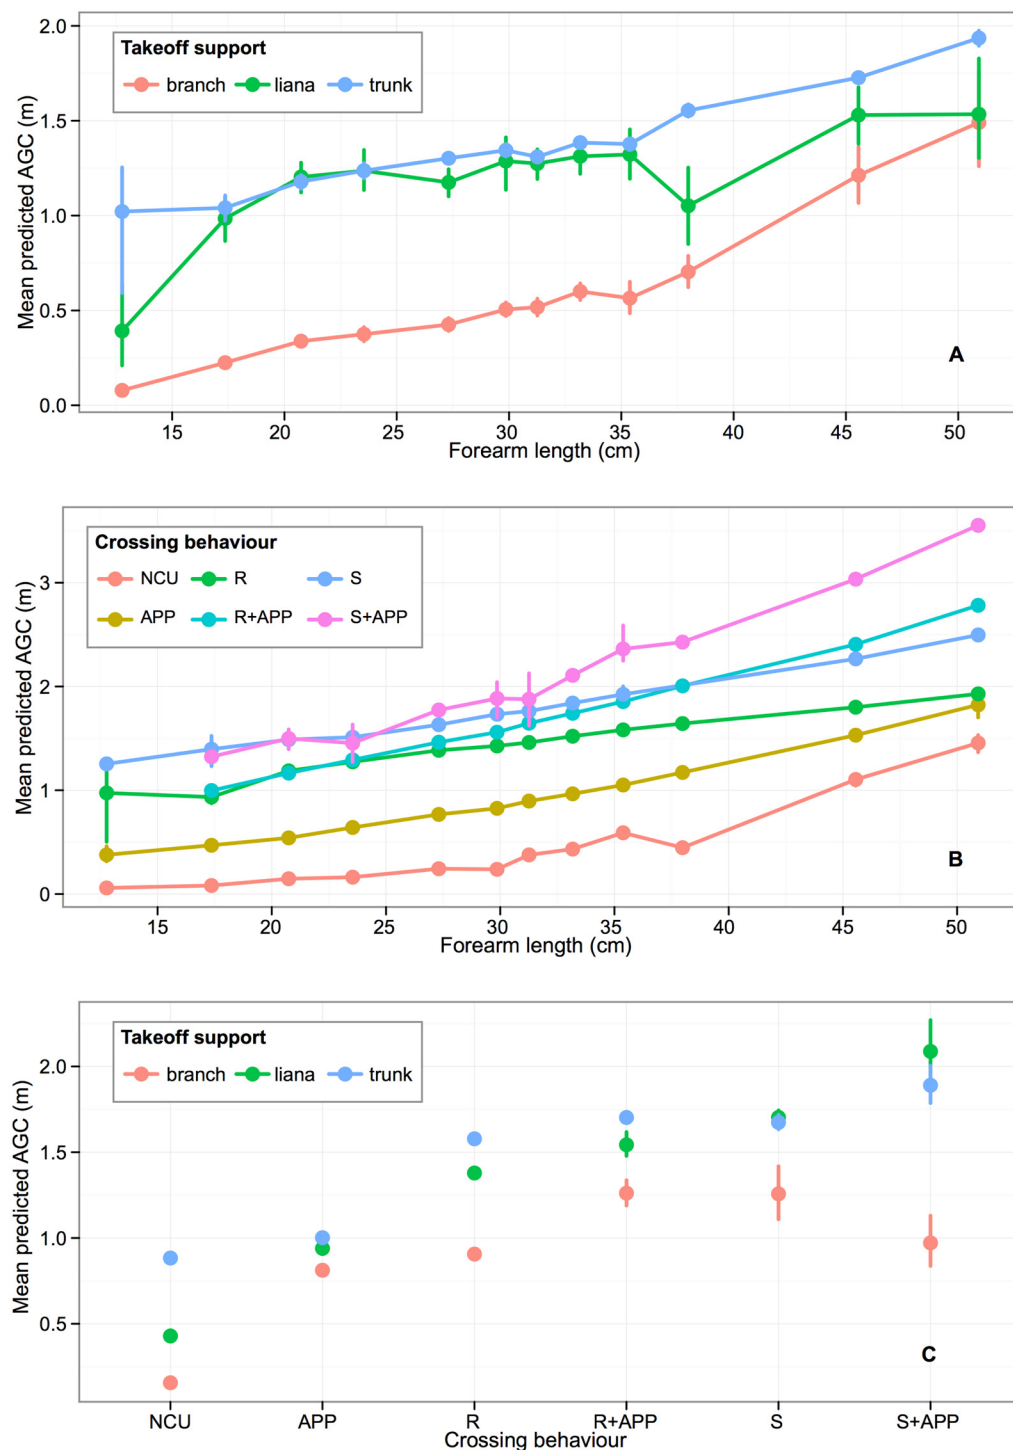 2.0
1.5
1.0
0.5
0.0
Mean predicted AGC (m)
Takeoff support
branch liana trunk
A
15 20 25 30 35 40 45 50
Forearm length (cm)
3
2
1
0
Mean predicted AGC (m)
Crossing behaviour
NCU R S
APP R+APP S+APP
B
15 20 25 30 35 40 45 50
Forearm length (cm)
2.0
1.5
1.0
0.5
Mean predicted AGC (m)
Takeoff support
branch liana trunk
C
NCU APP R R+APP S S+APP
Crossing behaviour